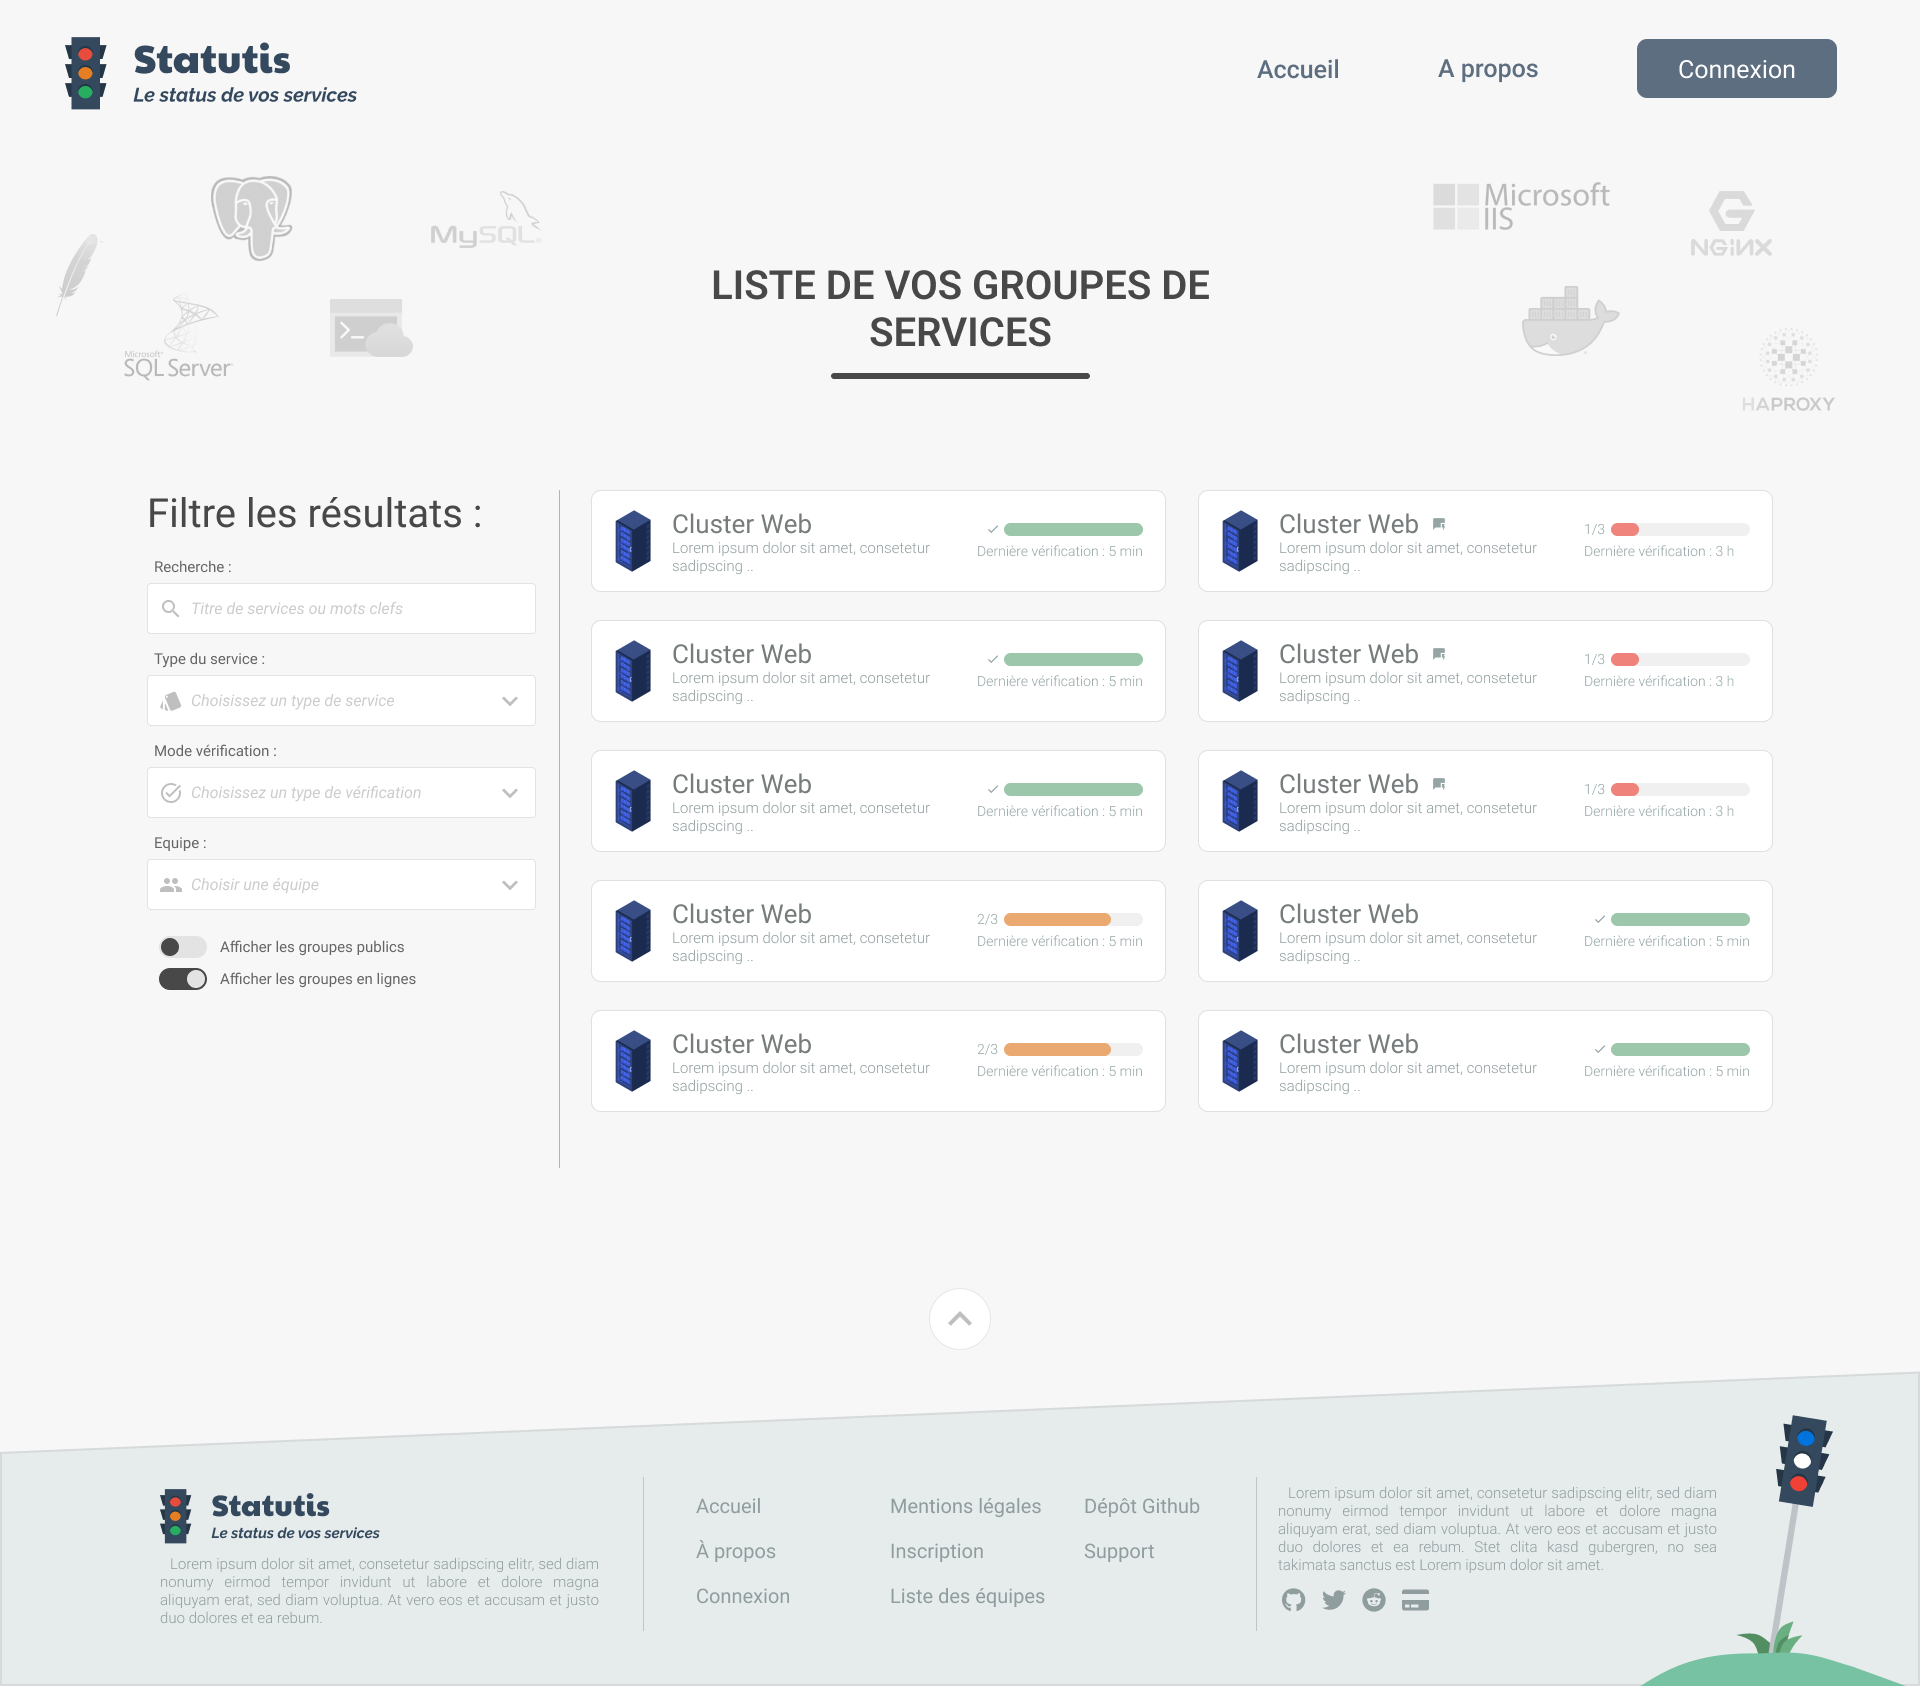 Statutis
Le status de vos services
Accueil
A propos
Connexion
MySQL
Microsoft
IIS
NGINX
Microsoft
SQL Server
HAPROXY
LISTE DE VOS GROUPES DE
SERVICES
Filtre les résultats :
Recherche :
Titre de services ou mots clefs
Type du service :
Choisissez un type de service
Mode vérification :
Choisissez un type de vérification
Equipe :
Choisir une équipe
Afficher les groupes publics
Afficher les groupes en lignes
Cluster Web
Lorem ipsum dolor sit amet, consetetur
sadipscing ..
Dernière vérification : 5 min
Cluster Web
Lorem ipsum dolor sit amet, consetetur
sadipscing ..
1/3
Dernière vérification : 3 h
Cluster Web
Lorem ipsum dolor sit amet, consetetur
sadipscing ..
Dernière vérification : 5 min
Cluster Web
Lorem ipsum dolor sit amet, consetetur
sadipscing ..
1/3
Dernière vérification : 3 h
Cluster Web
Lorem ipsum dolor sit amet, consetetur
sadipscing ..
Dernière vérification : 5 min
Cluster Web
Lorem ipsum dolor sit amet, consetetur
sadipscing ..
1/3
Dernière vérification : 3 h
Cluster Web
Lorem ipsum dolor sit amet, consetetur
sadipscing ..
2/3
Dernière vérification : 5 min
Cluster Web
Lorem ipsum dolor sit amet, consetetur
sadipscing ..
Dernière vérification : 5 min
Cluster Web
Lorem ipsum dolor sit amet, consetetur
sadipscing ..
2/3
Dernière vérification : 5 min
Cluster Web
Lorem ipsum dolor sit amet, consetetur
sadipscing ..
Dernière vérification : 5 min
Statutis
Le status de vos services
Lorem ipsum dolor sit amet, consetetur sadipscing elitr, sed diam
nonumy eirmod tempor invidunt ut labore et dolore magna
aliquyam erat, sed diam voluptua. At vero eos et accusam et justo
duo dolores et ea rebum.
Accueil
À propos
Connexion
Mentions légales
Inscription
Liste des équipes
Dépôt Github
Support
Lorem ipsum dolor sit amet, consetetur sadipscing elitr, sed diam
nonumy eirmod tempor invidunt ut labore et dolore magna
aliquyam erat, sed diam voluptua. At vero eos et accusam et justo
duo dolores et ea rebum. Stet clita kasd gubergren, no sea
takimata sanctus est Lorem ipsum dolor sit amet.